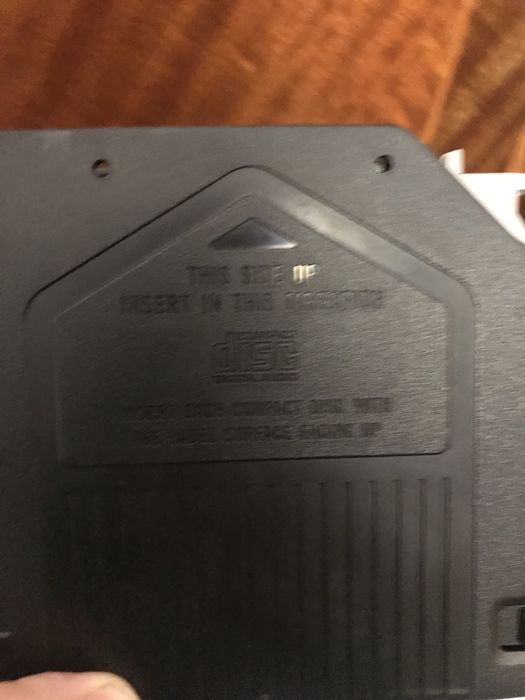 THIS SIDE UP
INSERT IN THIS DIRECTION
COMPACT
disc
DIGITAL AUDIO
INSERT EACH COMPACT DISC WITH
THE LABEL SURFACE FACING UP